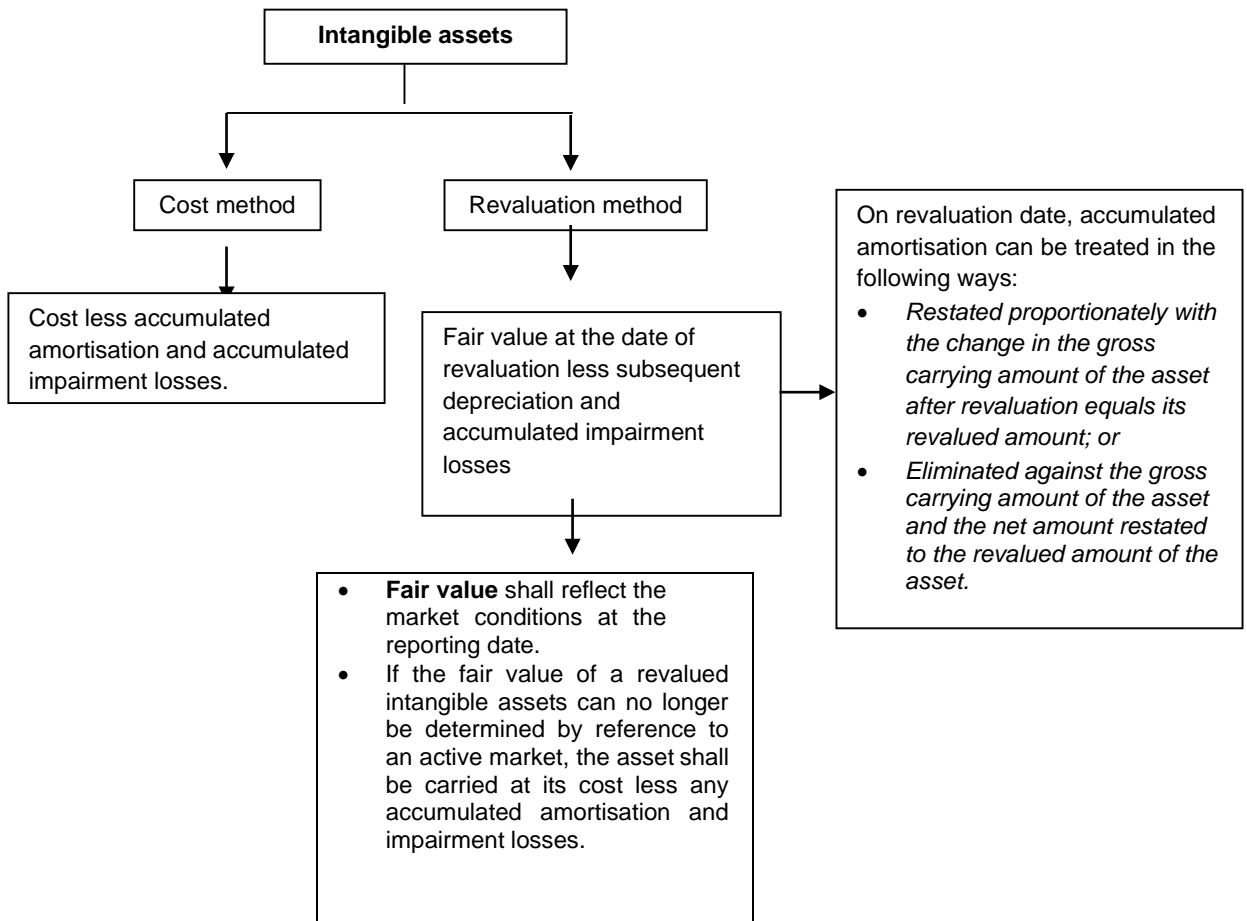 Intangible assets
Cost method
Revaluation method
Cost less accumulated
amortisation and accumulated
impairment losses.
Fair value at the date of
revaluation less subsequent
depreciation and
accumulated impairment
losses
On revaluation date, accumulated
amortisation can be treated in the
following ways:
• Restated proportionately with
the change in the gross
carrying amount of the asset
after revaluation equals its
revalued amount; or
• Eliminated against the gross
carrying amount of the asset
and the net amount restated
to the revalued amount of the
asset.
• Fair value shall reflect the
market conditions at the
reporting date.
• If the fair value of a revalued
intangible assets can no longer
be determined by reference to
an active market, the asset shall
be carried at its cost less any
accumulated amortisation and
impairment losses.